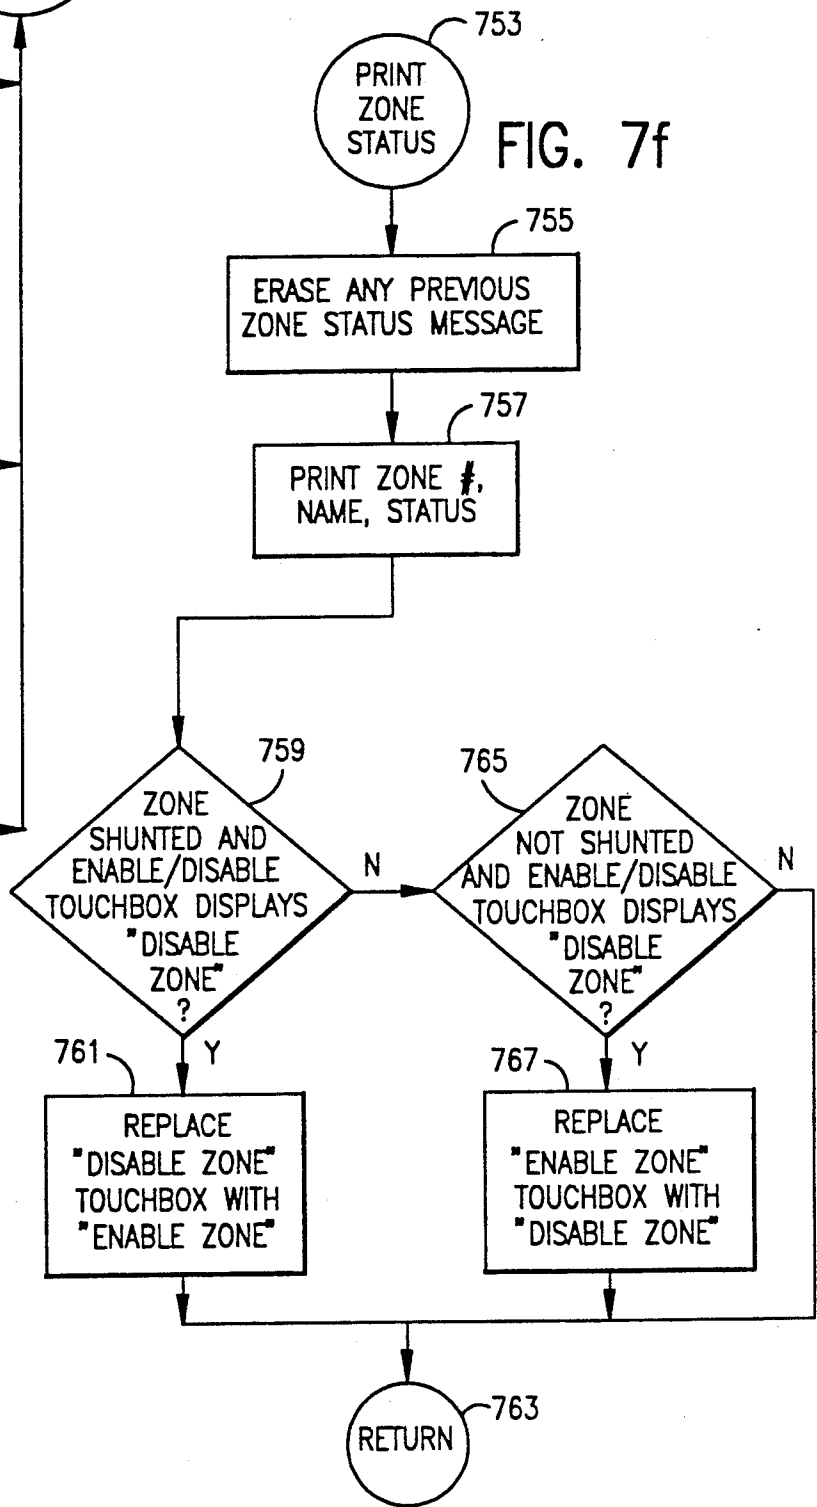 753
PRINT
ZONE
STATUS
FIG. 7f
755
ERASE ANY PREVIOUS
ZONE STATUS MESSAGE
757
PRINT ZONE #,
NAME, STATUS
759
ZONE
SHUNTED AND
ENABLE/DISABLE
TOUCHBOX DISPLAYS
"DISABLE
ZONE"
?
N
Y
765
ZONE
NOT SHUNTED
AND ENABLE/DISABLE
TOUCHBOX DISPLAYS
"DISABLE
ZONE"
?
N
Y
761
REPLACE
"DISABLE ZONE"
TOUCHBOX WITH
"ENABLE ZONE"
767
REPLACE
"ENABLE ZONE"
TOUCHBOX WITH
"DISABLE ZONE"
RETURN
763